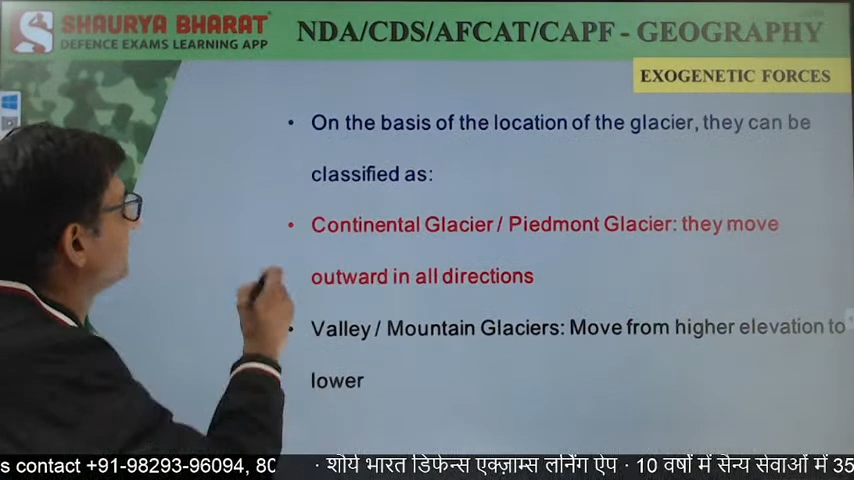 SHAURYA BHARAT
DEFENCE EXAMS LEARNING APP
NDA/CDS/AFCAT/CAPF - GEOGRAPHY
EXOGENETIC FORCES
• On the basis of the location of the glacier, they can be
classified as:
• Continental Glacier / Piedmont Glacier: they move
outward in all directions
• Valley / Mountain Glaciers: Move from higher elevation to
lower
s contact +91-98293-96094, 80 · शौर्य भारत डिफेन्स एक्ज़ाम्स लर्निंग ऐप · 10 वर्षों में सैन्य सेवाओं में 35